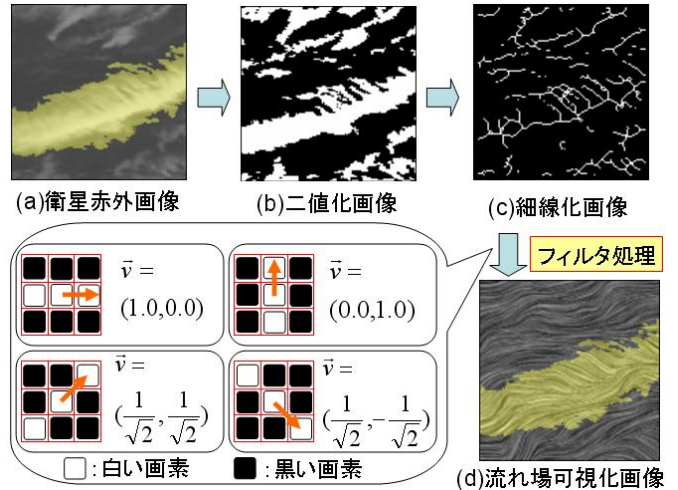 (a)衛星赤外画像
(b)二値化画像
(c)細線化画像
フィルタ処理
v⃗ =
(1.0,0.0)
v⃗ =
(0.0,1.0)
v⃗ =
(1/√2, 1/√2)
v⃗ =
(1/√2, -1/√2)
:白い画素
:黒い画素
(d)流れ場可視化画像